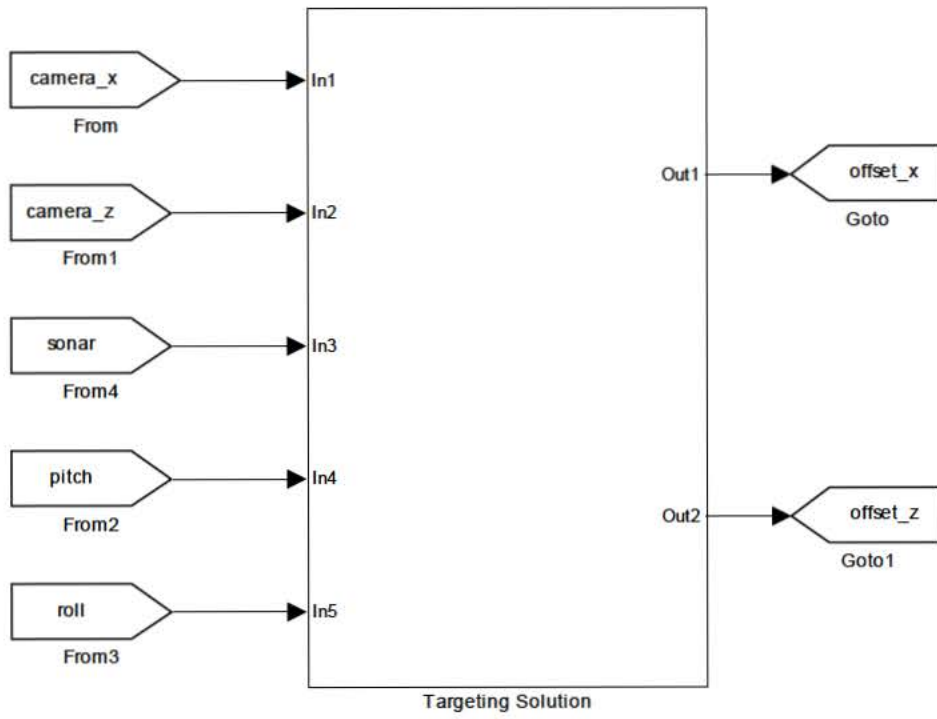 camera_x
From
In1
camera_z
From1
In2
sonar
From4
In3
pitch
From2
In4
roll
From3
In5
Out1
offset_x
Goto
Out2
offset_z
Goto1
Targeting Solution